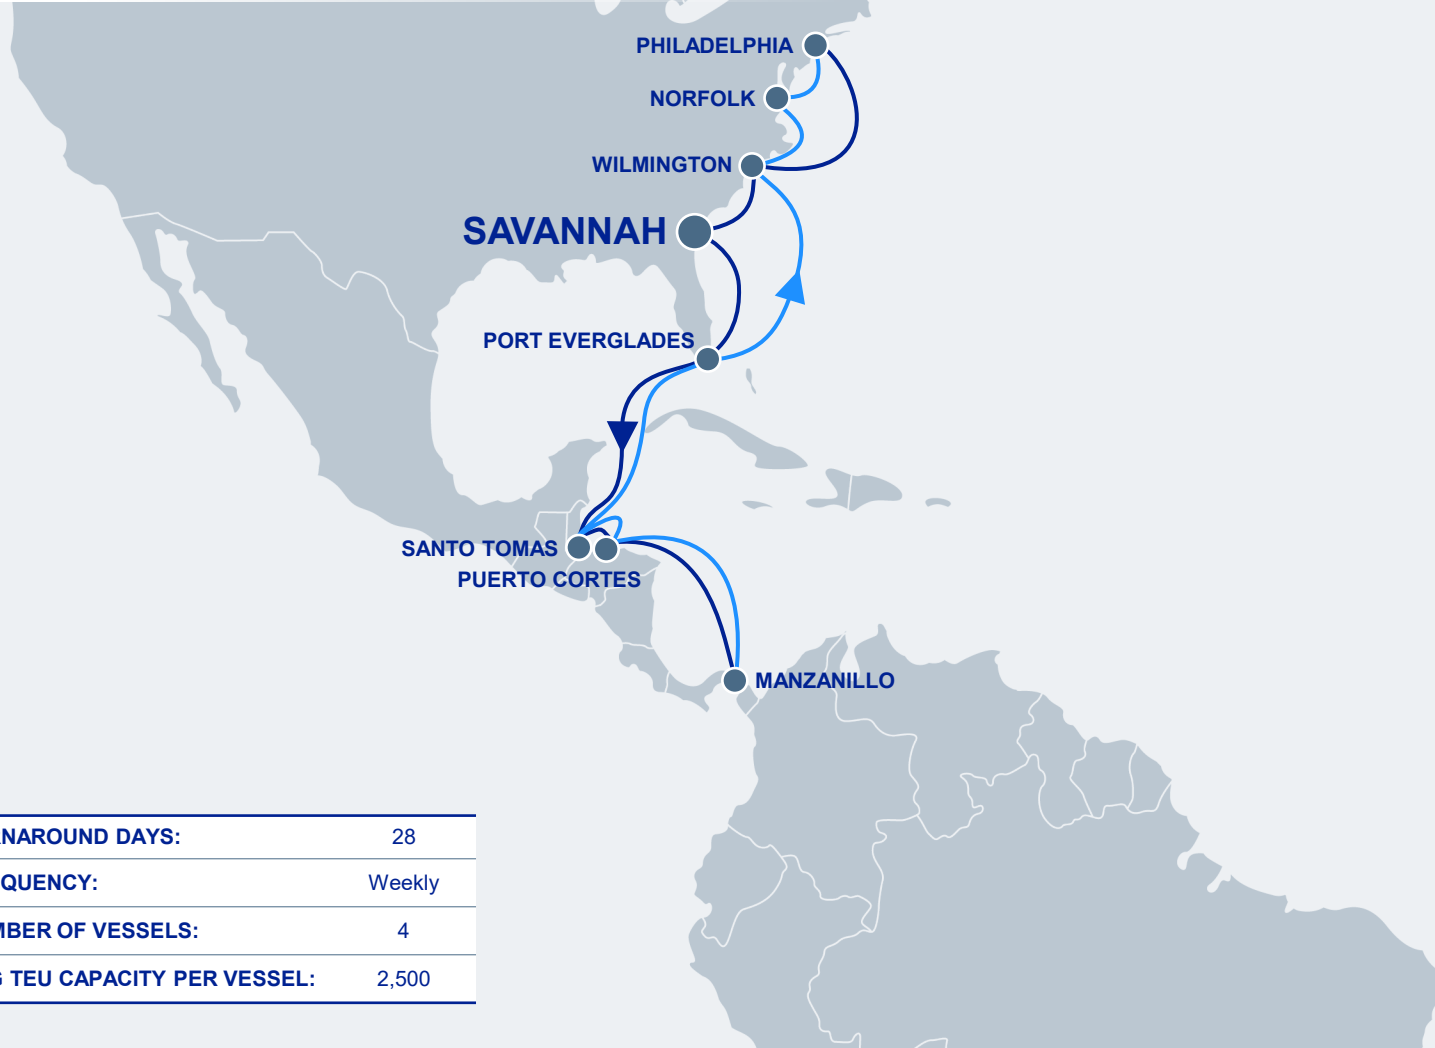 PHILADELPHIA
NORFOLK
WILMINGTON
SAVANNAH
PORT EVERGLADES
SANTO TOMAS
PUERTO CORTES
MANZANILLO
NAROUND DAYS: 28
QUENCY: Weekly
MBER OF VESSELS: 4
TEU CAPACITY PER VESSEL: 2,500